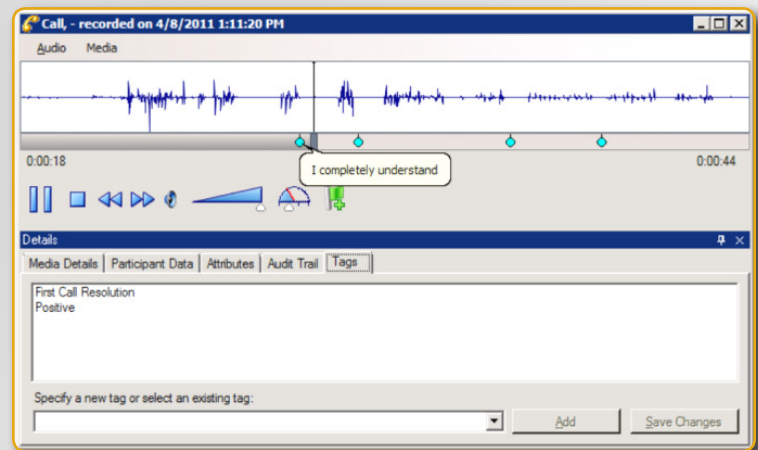 Call, - recorded on 4/8/2011 1:11:20 PM
Audio Media
0:00:18
0:00:44
I completely understand
Details
Media Details Participant Data Attributes Audit Trail Tags
First Call Resolution
Positive
Specify a new tag or select an existing tag:
Add Save Changes